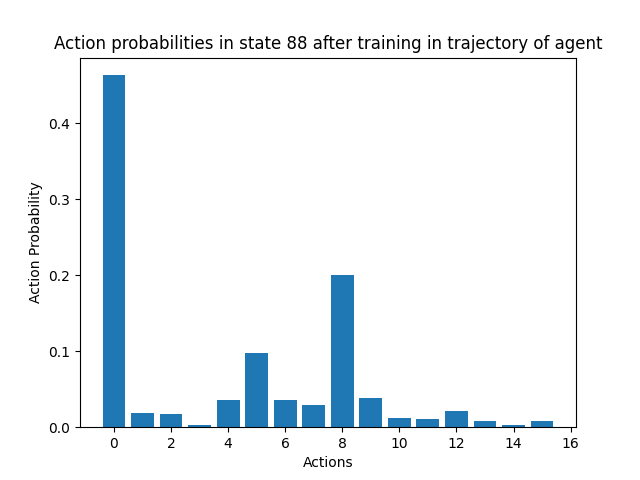 Action probabilities in state 88 after training in trajectory of agent
Action Probability
0.4
0.3
0.2
0.1
0.0
0 2 4 6 8 10 12 14 16
Actions